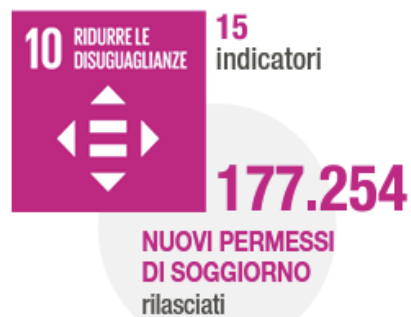 10 RIDURRE LE
DISUGUAGLIANZE
15
indicatori
177.254
NUOVI PERMESSI
DI SOGGIORNO
rilasciati